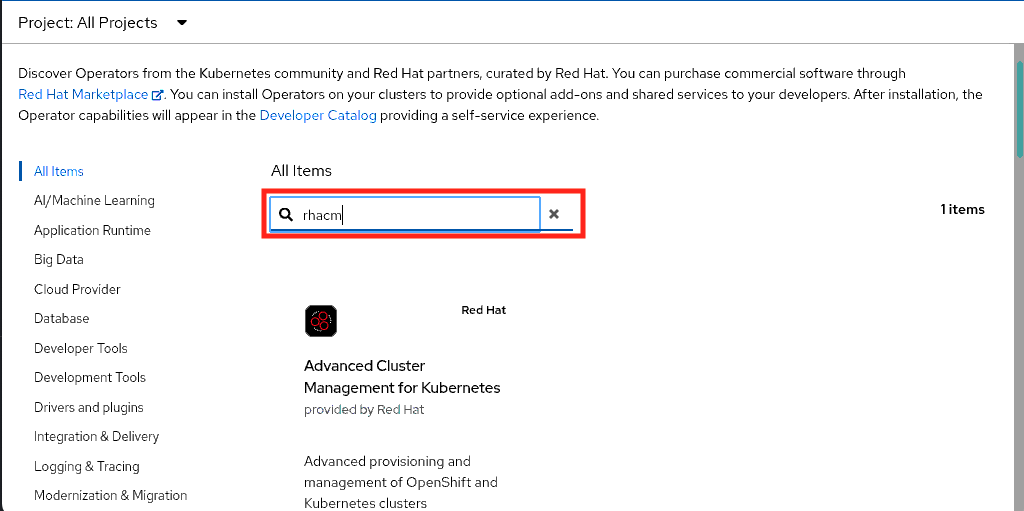 Project: All Projects
Discover Operators from the Kubernetes community and Red Hat partners, curated by Red Hat. You can purchase commercial software through
Red Hat Marketplace. You can install Operators on your clusters to provide optional add-ons and shared services to your developers. After installation, the
Operator capabilities will appear in the Developer Catalog providing a self-service experience.
All Items
AI/Machine Learning
Application Runtime
Big Data
Cloud Provider
Database
Developer Tools
Development Tools
Drivers and plugins
Integration & Delivery
Logging & Tracing
Modernization & Migration
All Items
rhacm
1 items
Red Hat
Advanced Cluster
Management for Kubernetes
provided by Red Hat
Advanced provisioning and
management of OpenShift and
Kubernetes clusters